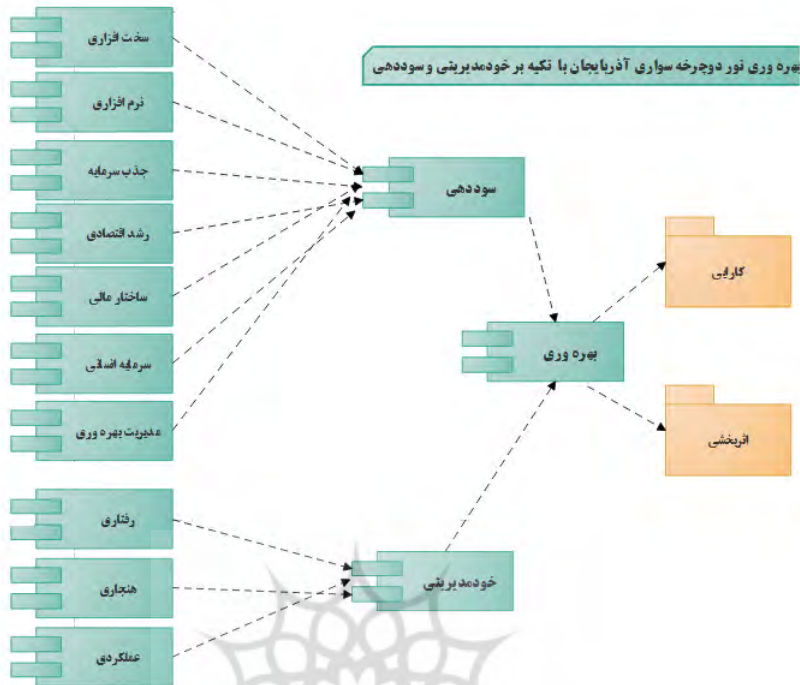 بهره وری تور دوچرخه سواری آذربایجان با تکیه بر خودمدیریتی و سوددهی
سخت افزاری
نرم افزاری
جذب سرمایه
رشد اقتصادی
ساختار مالی
سرمایه انسانی
مدیریت بهره وری
رفتاری
هنجاری
عملکردی
سوددهی
خودمدیریتی
بهره وری
کارایی
اثربخشی